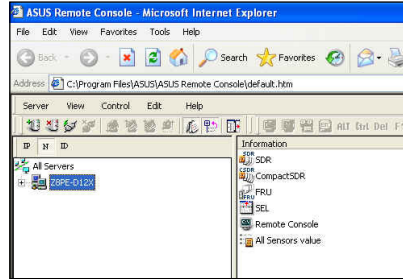 ASUS Remote Console - Microsoft Internet Explorer
File Edit View Favorites Tools Help
Back Search Favorites
Address C:\Program Files\ASUS\ASUS Remote Console\default.htm
Server View Control Edit Help
ALT Ctrl Del
IP N ID
All Servers
Z8PE-D12X
Information
SDR
CompactSDR
FRU
SEL
Remote Console
All Sensors value